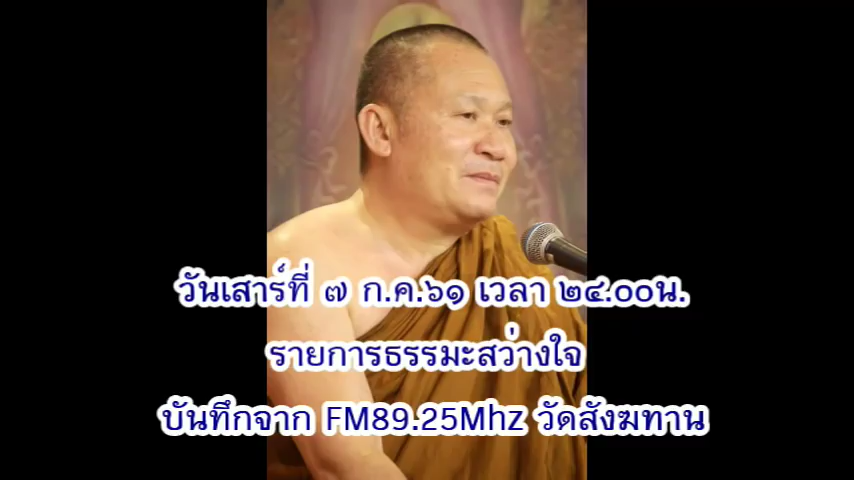 วันเสาร์ที่ ๗ ก.ค.๖๑ เวลา ๒๔.๐๐น.
รายการธรรมะสว่างใจ
บันทึกจาก FM89.25Mhz วัดสังฆทาน